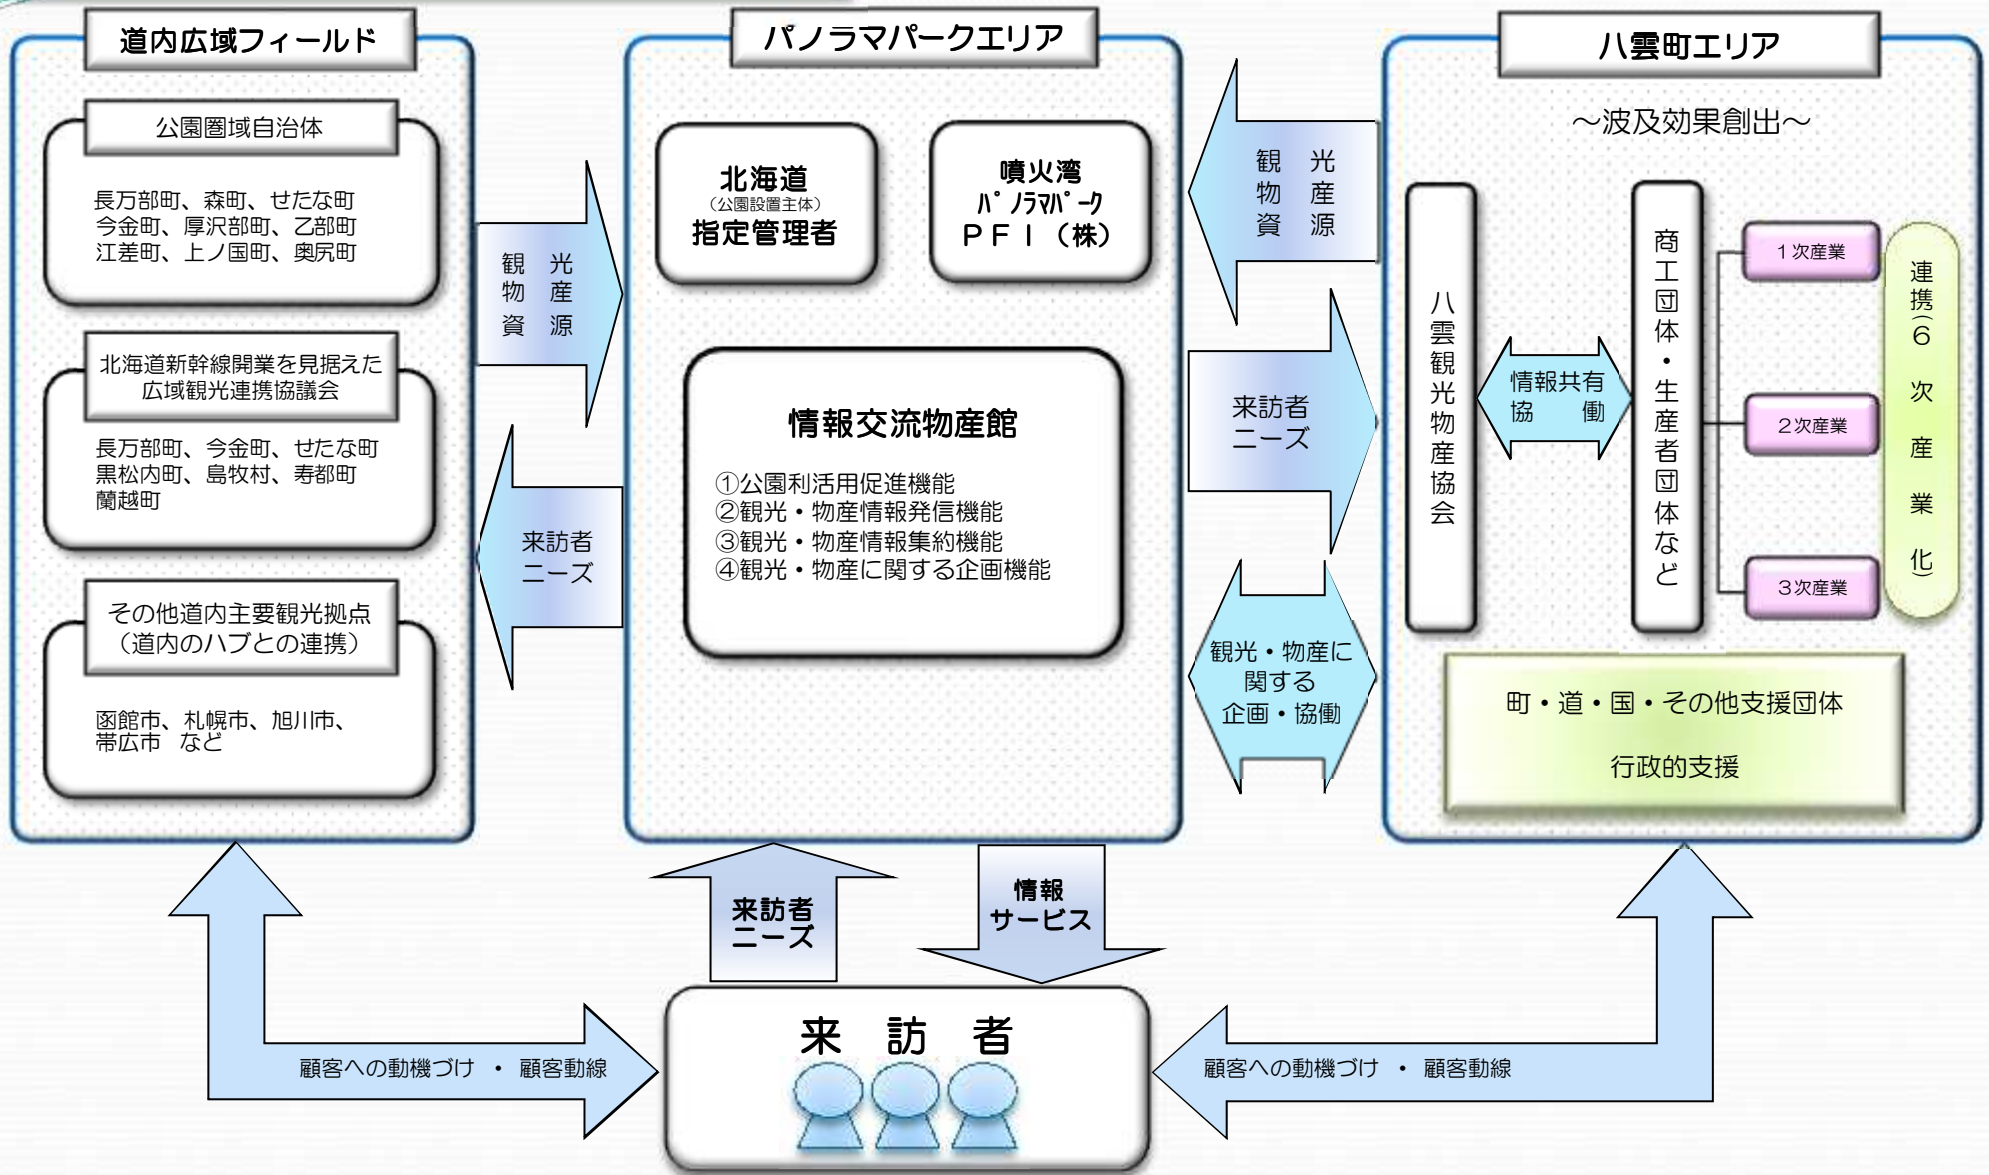 道内広域フィールド
公園圏域自治体
長万部町、森町、せたな町
今金町、厚沢部町、乙部町
江差町、上ノ国町、奥尻町
北海道新幹線開業を見据えた
広域観光連携協議会
長万部町、今金町、せたな町
黒松内町、島牧村、寿都町
蘭越町
その他道内主要観光拠点
（道内のハブとの連携）
函館市、札幌市、旭川市、
帯広市 など
観 光
物 産
資 源
来訪者
ニーズ
パノラマパークエリア
北海道
（公園設置主体）
指定管理者
噴火湾
ﾊﾟﾉﾗﾏﾊﾟｰｸ
ＰＦＩ（株）
情報交流物産館
①公園利活用促進機能
②観光・物産情報発信機能
③観光・物産情報集約機能
④観光・物産に関する企画機能
観 光
物 産
資 源
来訪者
ニーズ
観光・物産に
関する
企画・協働
八雲町エリア
～波及効果創出～
八雲観光物産協会
情報共有
協 働
商工団体・生産者団体など
１次産業
２次産業
３次産業
連携（６次産業化）
町・道・国・その他支援団体
行政的支援
来訪者
ニーズ
情報
サービス
来 訪 者
顧客への動機づけ ・ 顧客動線
顧客への動機づけ ・ 顧客動線